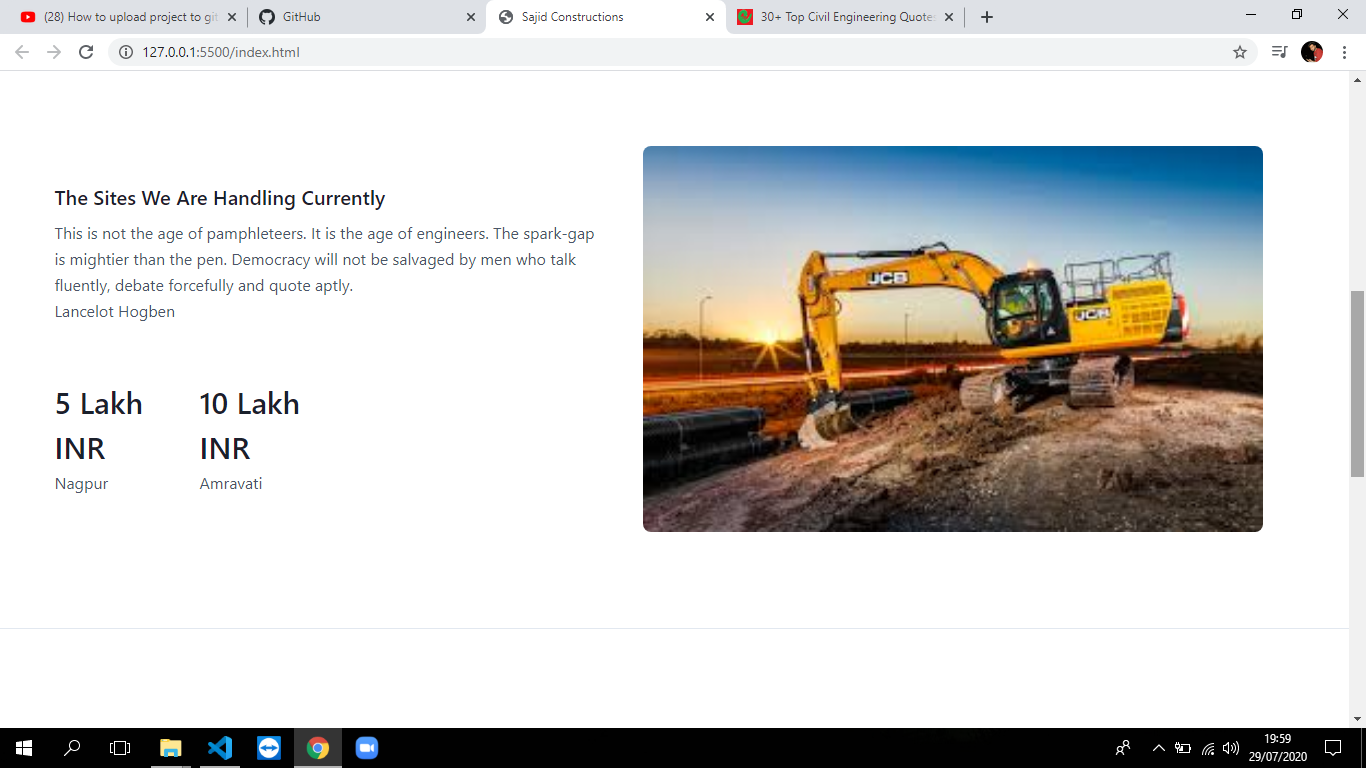 (28) How to upload project to git
GitHub
Sajid Constructions
30+ Top Civil Engineering Quotes
127.0.0.1:5500/index.html
The Sites We Are Handling Currently
This is not the age of pamphleteers. It is the age of engineers. The spark-gap
is mightier than the pen. Democracy will not be salvaged by men who talk
fluently, debate forcefully and quote aptly.
Lancelot Hogben
5 Lakh
INR
Nagpur
10 Lakh
INR
Amravati
JCB
JCB
19:59
29/07/2020